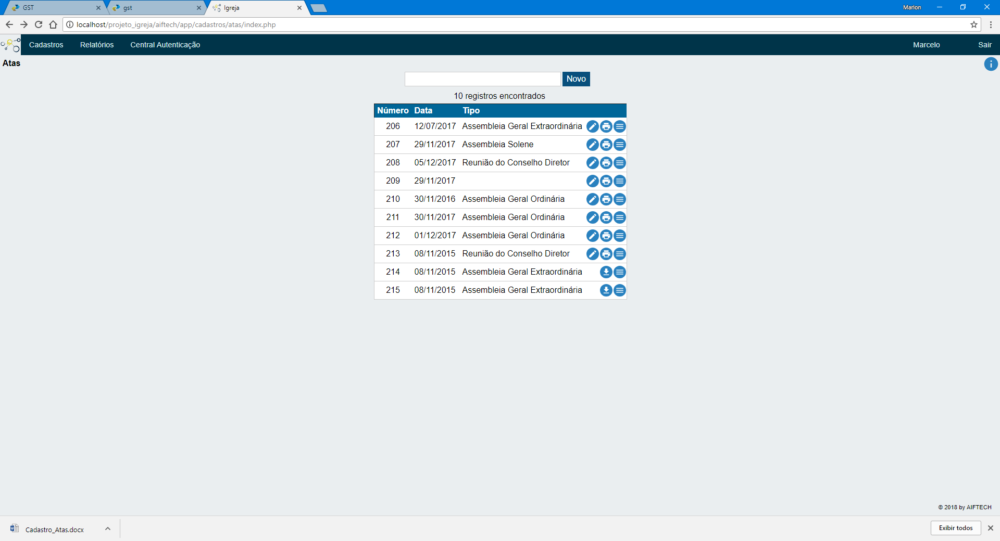 GST
gst
Igreja
Marlon
localhost/projeto_igreja/aiftech/app/cadastros/atas/index.php
Cadastros Relatórios Central Autenticação Marcelo Sair
Atas
Novo
10 registros encontrados
Número Data Tipo
206 12/07/2017 Assembleia Geral Extraordinária
207 29/11/2017 Assembleia Solene
208 05/12/2017 Reunião do Conselho Diretor
209 29/11/2017
210 30/11/2016 Assembleia Geral Ordinária
211 30/11/2017 Assembleia Geral Ordinária
212 01/12/2017 Assembleia Geral Ordinária
213 08/11/2015 Reunião do Conselho Diretor
214 08/11/2015 Assembleia Geral Extraordinária
215 08/11/2015 Assembleia Geral Extraordinária
© 2018 by AIFTECH
Cadastro_Atas.docx
Exibir todos